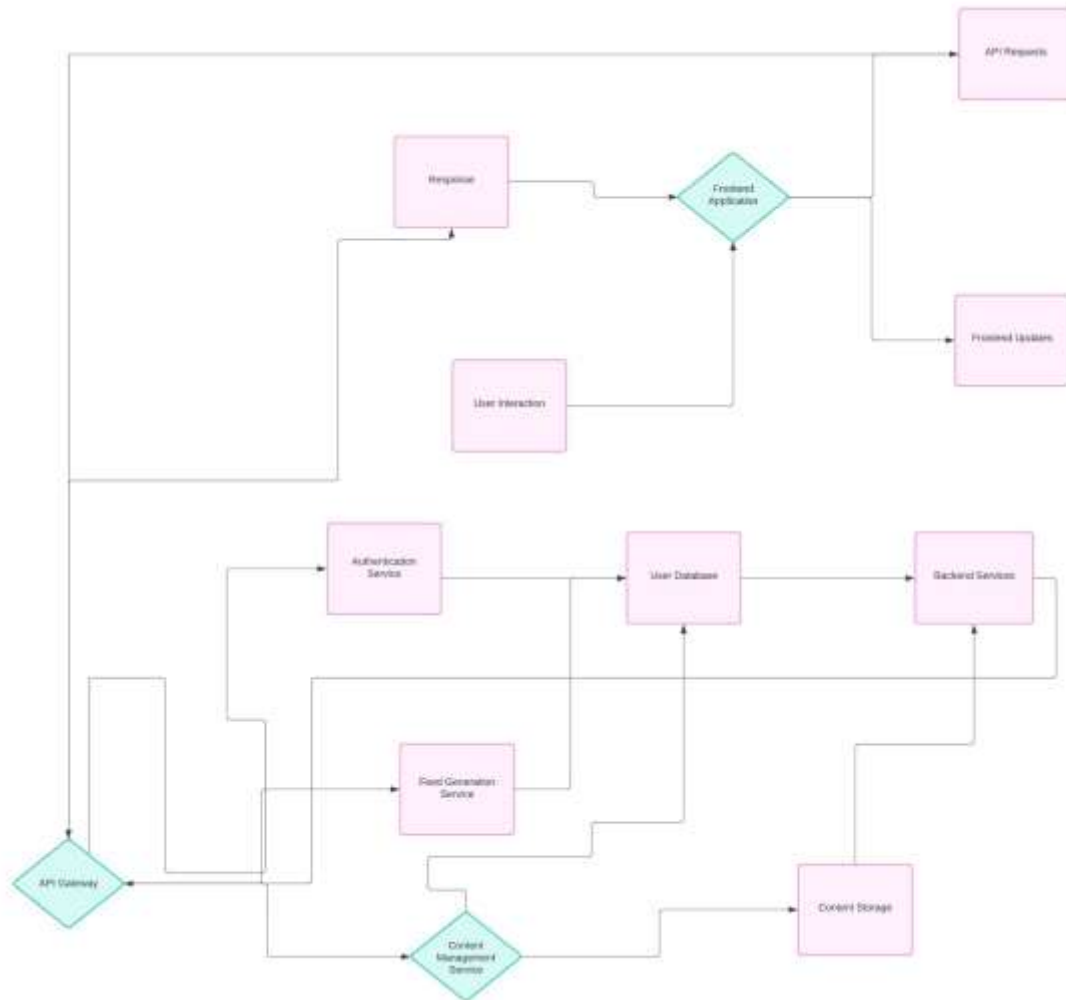 API Requests
Response
Frontend
Application
Frontend Updates
User Interaction
Authentication
Service
User Database
Backend Services
Feed Generation
Service
API Gateway
Content Storage
Content
Management
Service